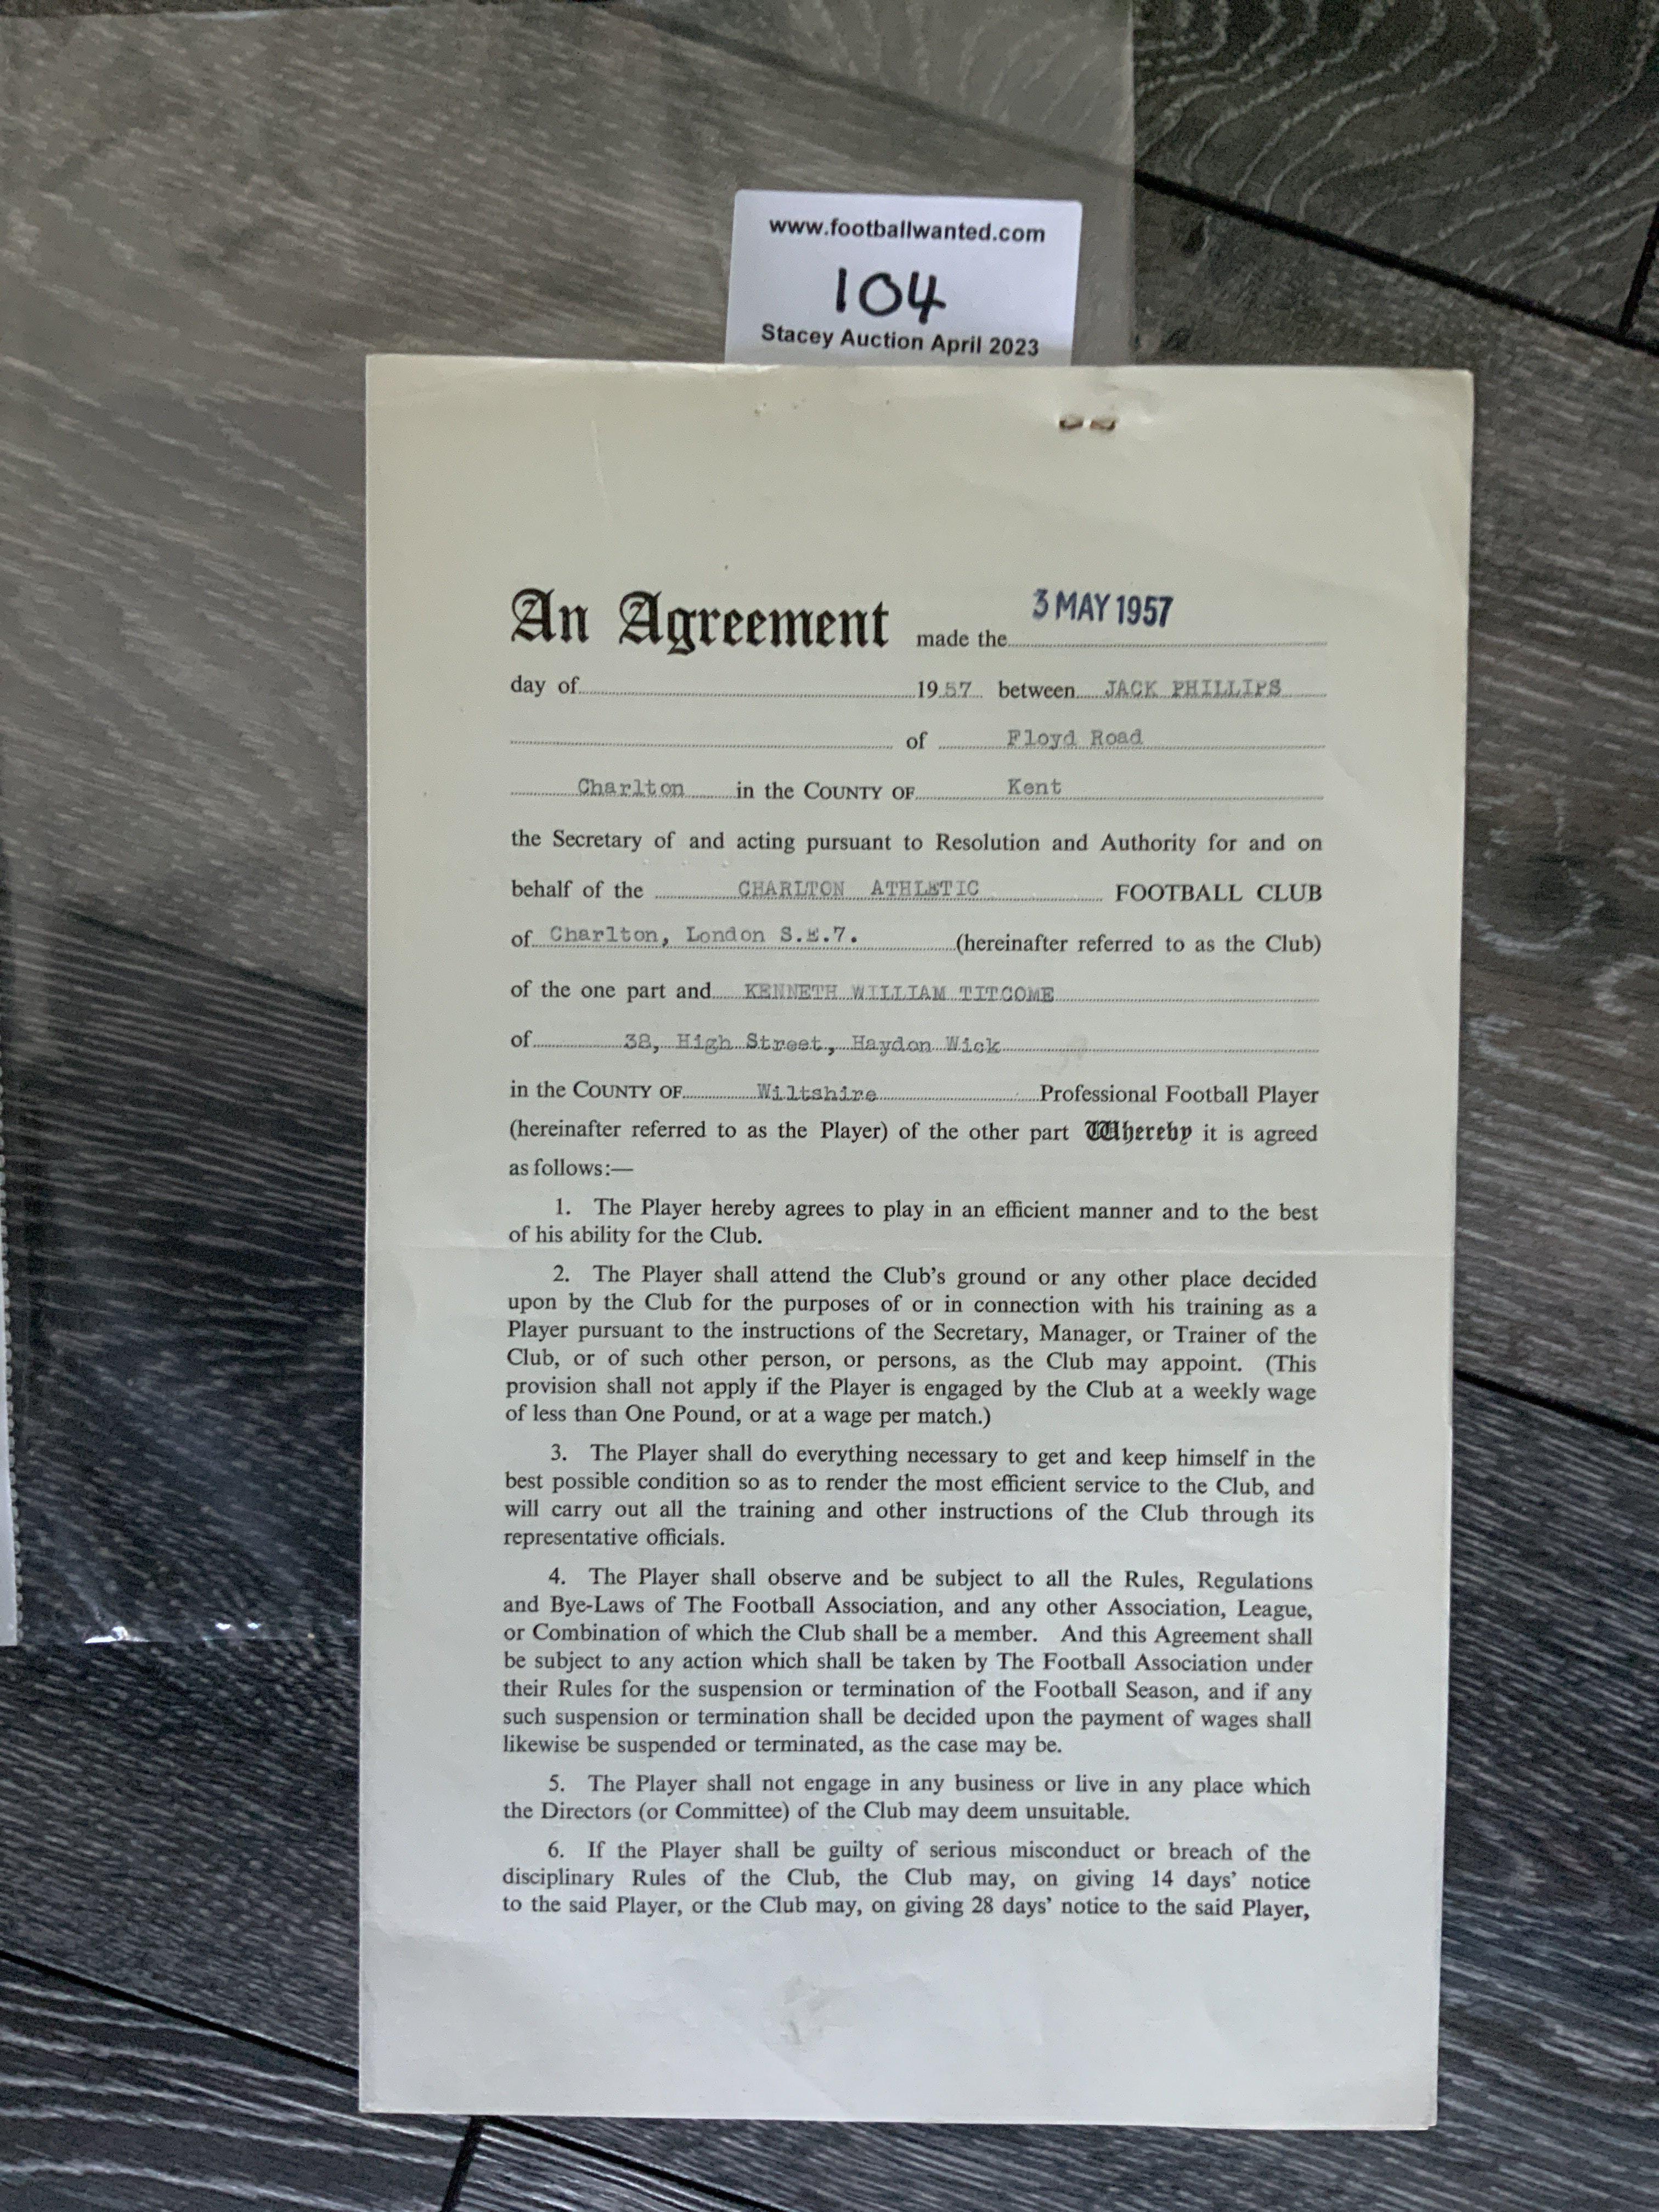 www.footballwanted.com
104
Stacey Auction April 2023
An Agreement made the 3 MAY 1957
day of 1957 between JACK PHILLIPS
of Floyd Road
Charlton in the COUNTY OF Kent
the Secretary of and acting pursuant to Resolution and Authority for and on
behalf of the CHARLTON ATHLETIC FOOTBALL CLUB
of Charlton, London S.E.7. (hereinafter referred to as the Club)
of the one part and KENNETH WILLIAM TITCOME
of 38, High Street, Haydon Wick
in the COUNTY OF Wiltshire Professional Football Player
(hereinafter referred to as the Player) of the other part Whereby it is agreed
as follows:—
1. The Player hereby agrees to play in an efficient manner and to the best
of his ability for the Club.
2. The Player shall attend the Club's ground or any other place decided
upon by the Club for the purposes of or in connection with his training as a
Player pursuant to the instructions of the Secretary, Manager, or Trainer of the
Club, or of such other person, or persons, as the Club may appoint. (This
provision shall not apply if the Player is engaged by the Club at a weekly wage
of less than One Pound, or at a wage per match.)
3. The Player shall do everything necessary to get and keep himself in the
best possible condition so as to render the most efficient service to the Club, and
will carry out all the training and other instructions of the Club through its
representative officials.
4. The Player shall observe and be subject to all the Rules, Regulations
and Bye-Laws of The Football Association, and any other Association, League,
or Combination of which the Club shall be a member. And this Agreement shall
be subject to any action which shall be taken by The Football Association under
their Rules for the suspension or termination of the Football Season, and if any
such suspension or termination shall be decided upon the payment of wages shall
likewise be suspended or terminated, as the case may be.
5. The Player shall not engage in any business or live in any place which
the Directors (or Committee) of the Club may deem unsuitable.
6. If the Player shall be guilty of serious misconduct or breach of the
disciplinary Rules of the Club, the Club may, on giving 14 days' notice
to the said Player, or the Club may, on giving 28 days' notice to the said Player,